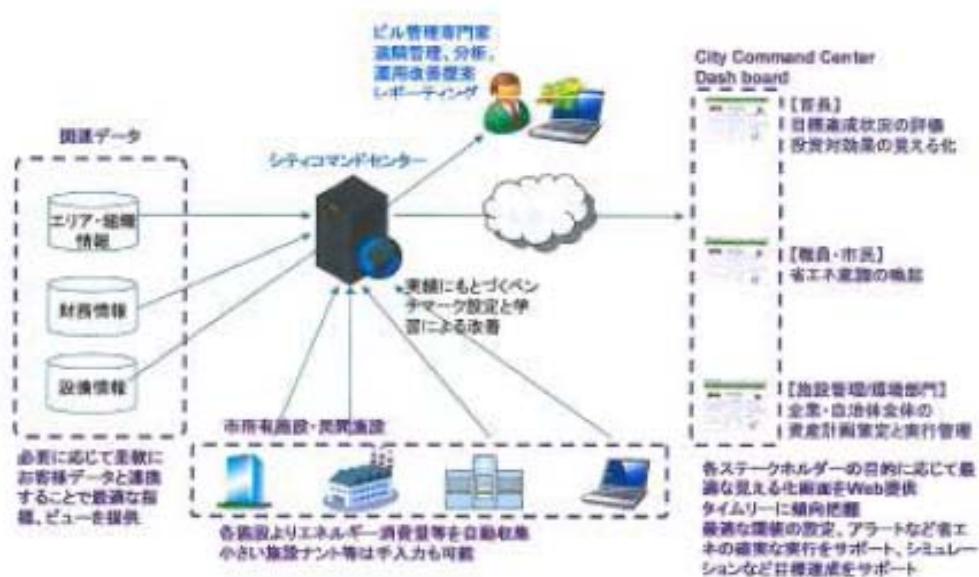 ビル管理専門家
遠隔管理、分析、
運用改善提案
レポーティング
City Command Center
Dash board
【首長】
目標達成状況の評価
投資対効果の見える化
関連データ
シティコマンドセンター
エリア・組織
情報
財務情報
設備情報
実績にもとづくベン
チマーク設定と学
習による改善
【職員・市民】
省エネ意識の喚起
【施設管理/環境部門】
企業・自治体全体の
資産計画策定と実行管理
市所有施設・民間施設
必要に応じて柔軟に
お客様データと連携
することで最適な指
標、ビューを提供
各施設よりエネルギー消費量等を自動収集
小さい施設ナント等は手入力も可能
各ステークホルダーの目的に応じて最
適な見える化画面をWeb提供
タイムリーに傾向把握
最適な環境の設定、アラートなど省エ
ネの確実な実行をサポート、シミュレー
ションなど目標達成をサポート